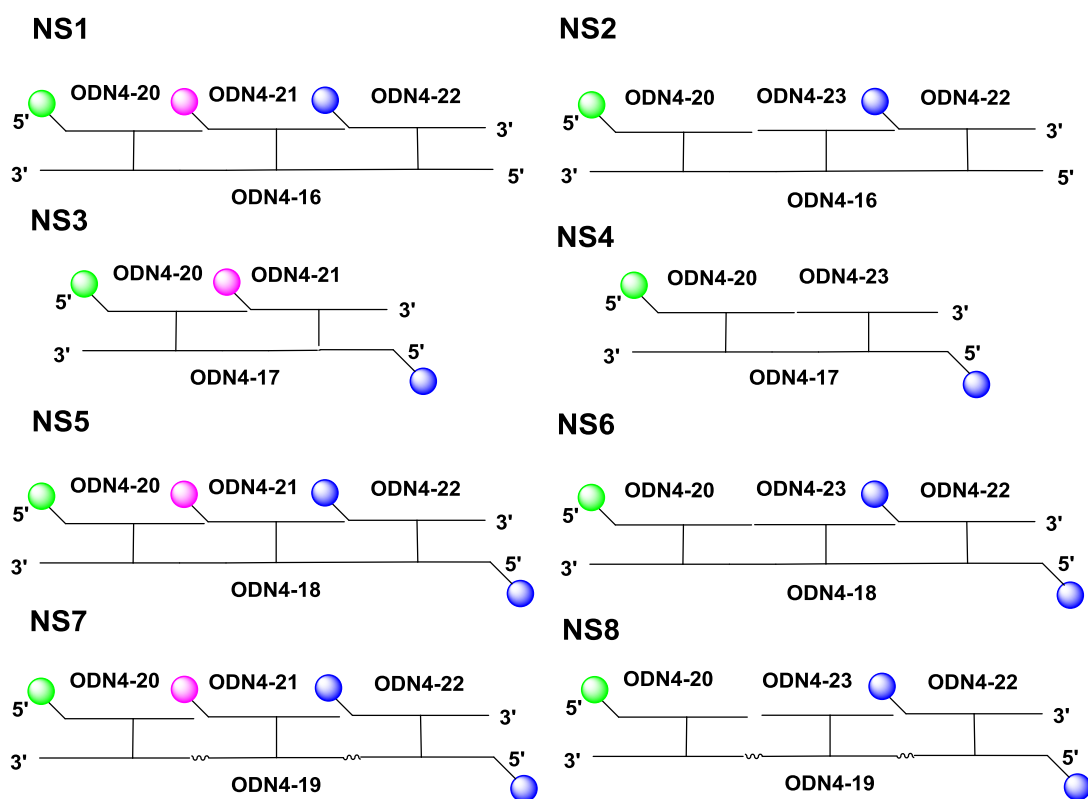 NS1
NS2
ODN4-20 ODN4-21 ODN4-22
5' 3'
3' 5'
ODN4-16
ODN4-20 ODN4-23 ODN4-22
5' 3'
3' 5'
ODN4-16
NS3
NS4
ODN4-20 ODN4-21
5' 3'
3' 5'
ODN4-17
ODN4-20 ODN4-23
5' 3'
3' 5'
ODN4-17
NS5
NS6
ODN4-20 ODN4-21 ODN4-22
5' 3'
3' 5'
ODN4-18
ODN4-20 ODN4-23 ODN4-22
5' 3'
3' 5'
ODN4-18
NS7
NS8
ODN4-20 ODN4-21 ODN4-22
5' 3'
3' 5'
ODN4-19
ODN4-20 ODN4-23 ODN4-22
5' 3'
3' 5'
ODN4-19